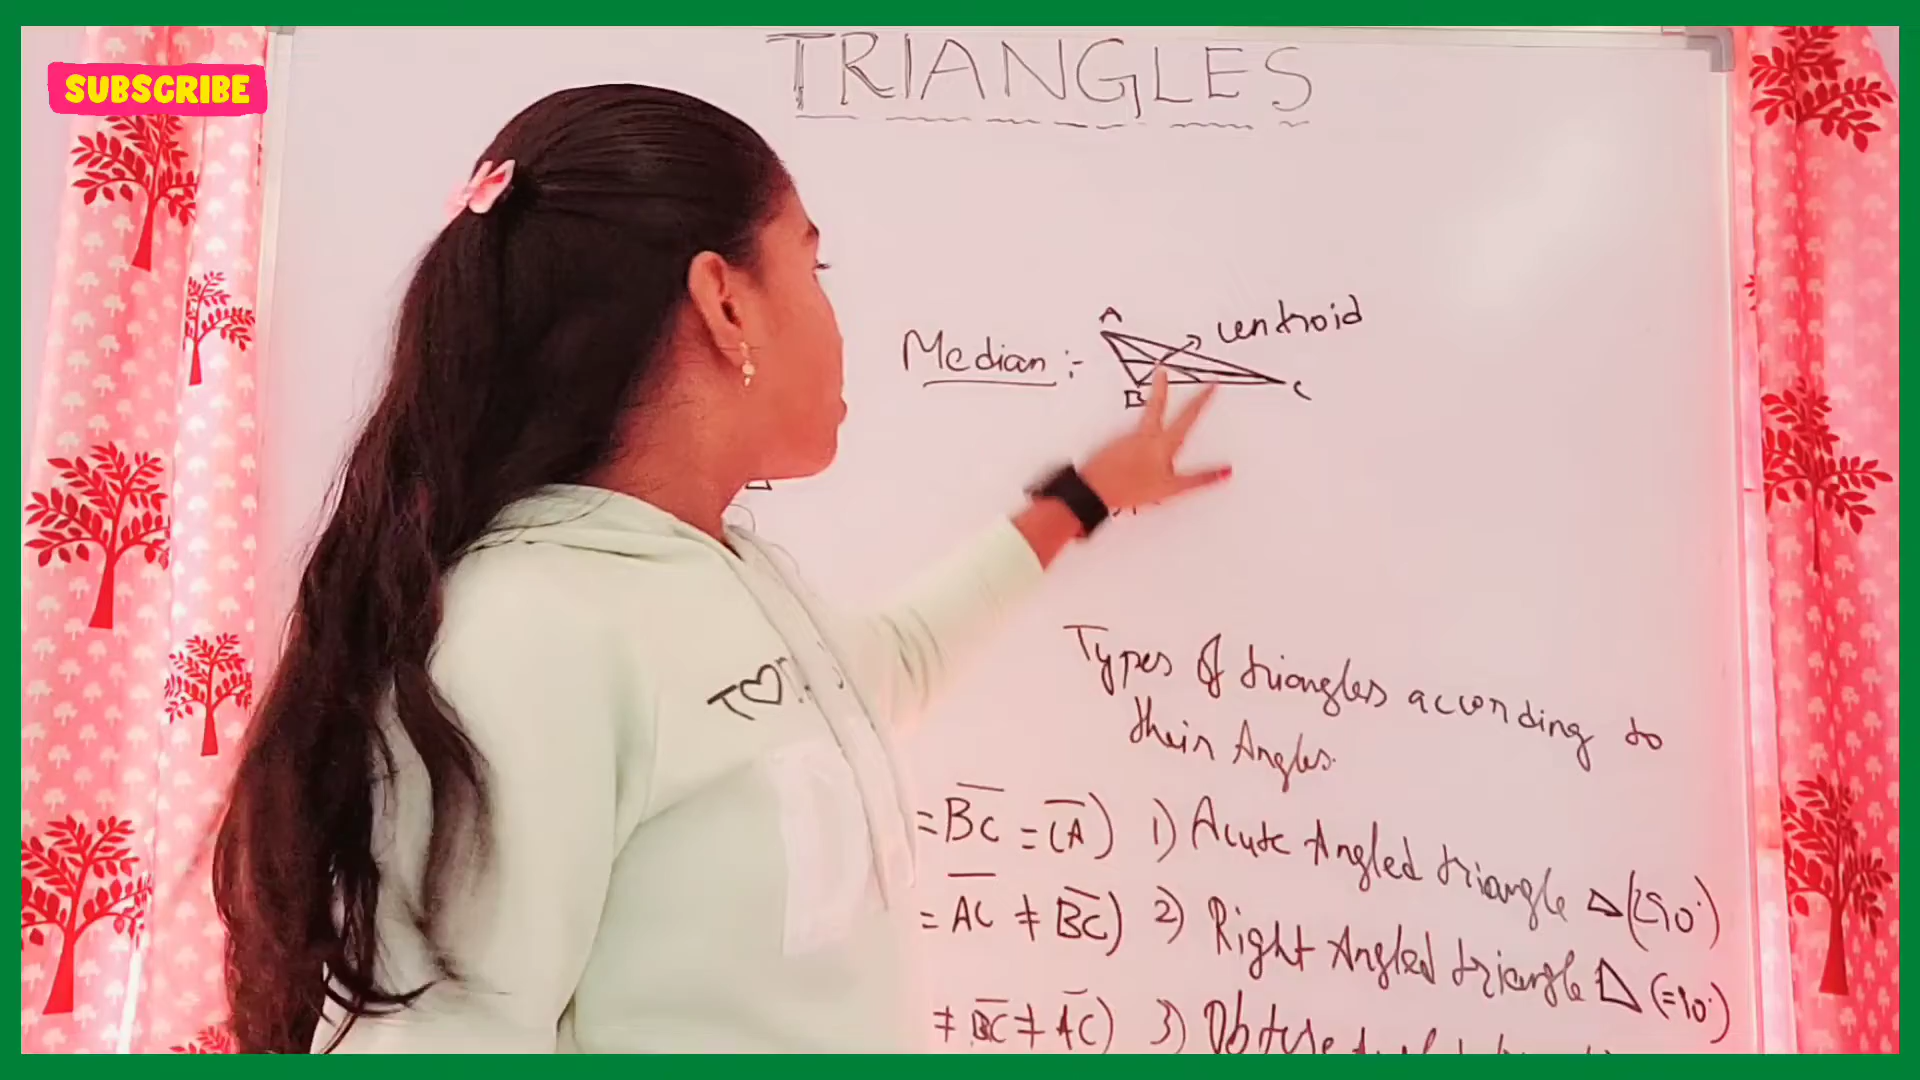 SUBSCRIBE
TRIANGLES
Median :-
A
centroid
B
C
Types of triangles according to
their Angles.
= BC = CA) 1) Acute Angled triangle (<90°)
= AC ≠ BC) 2) Right Angled triangle (=90°)
≠ BC ≠ AC) 3) Obtuse